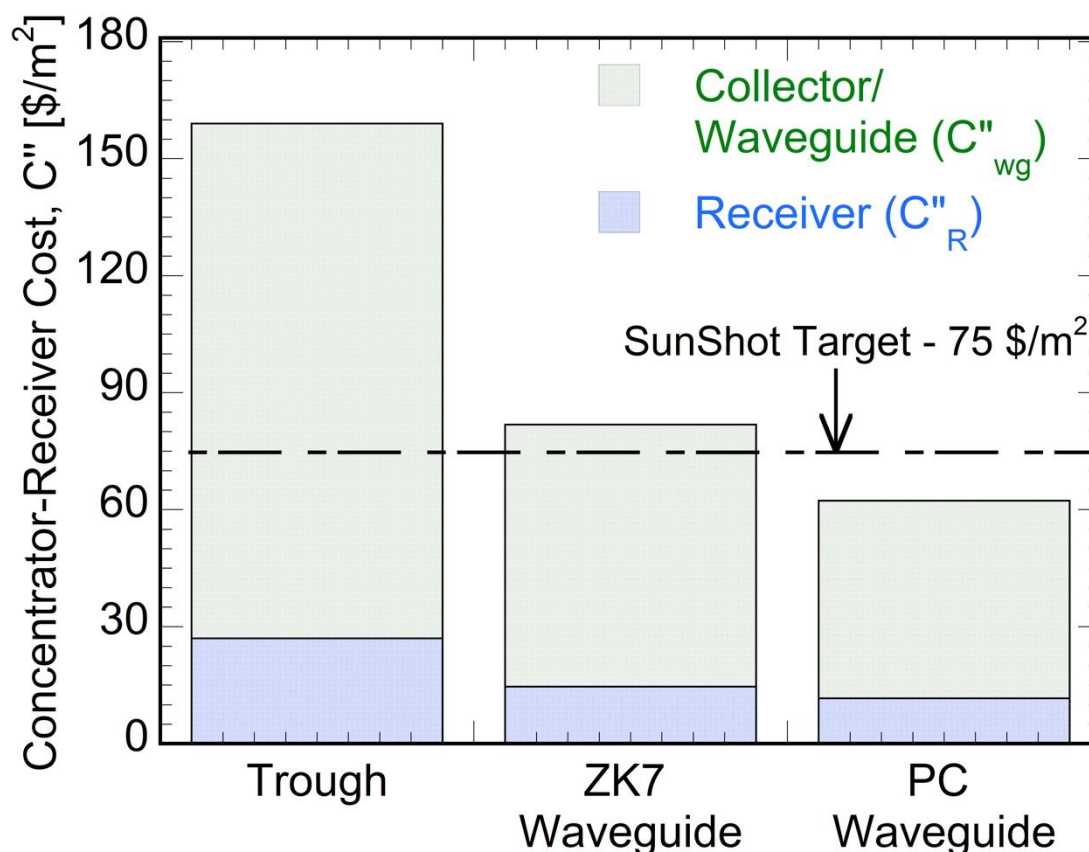 Concentrator-Receiver Cost, C" [$/m²]
180
150
120
90
60
30
0
Collector/
Waveguide (C"wg)
Receiver (C"R)
SunShot Target - 75 $/m²
Trough
ZK7
Waveguide
PC
Waveguide